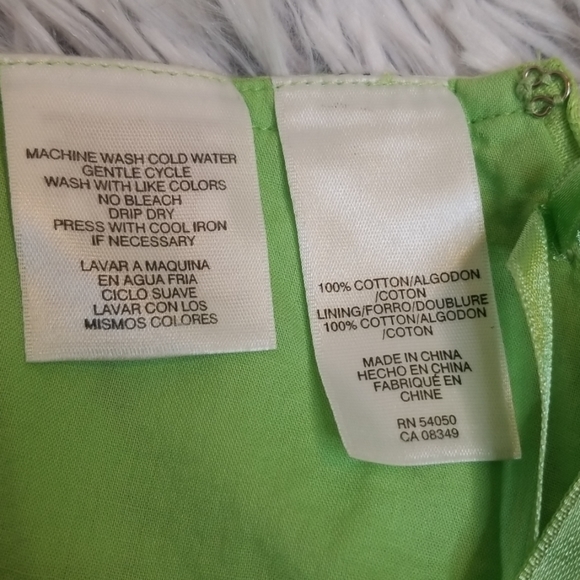 MACHINE WASH COLD WATER
GENTLE CYCLE
WASH WITH LIKE COLORS
NO BLEACH
DRIP DRY
PRESS WITH COOL IRON
IF NECESSARY
LAVAR A MAQUINA
EN AGUA FRIA
CICLO SUAVE
LAVAR CON LOS
MISMOS COLORES
100% COTTON/ALGODON
/COTON
LINING/FORRO/DOUBLURE
100% COTTON/ALGODON
/COTON
MADE IN CHINA
HECHO EN CHINA
FABRIQUÉ EN
CHINE
RN 54050
CA 08349